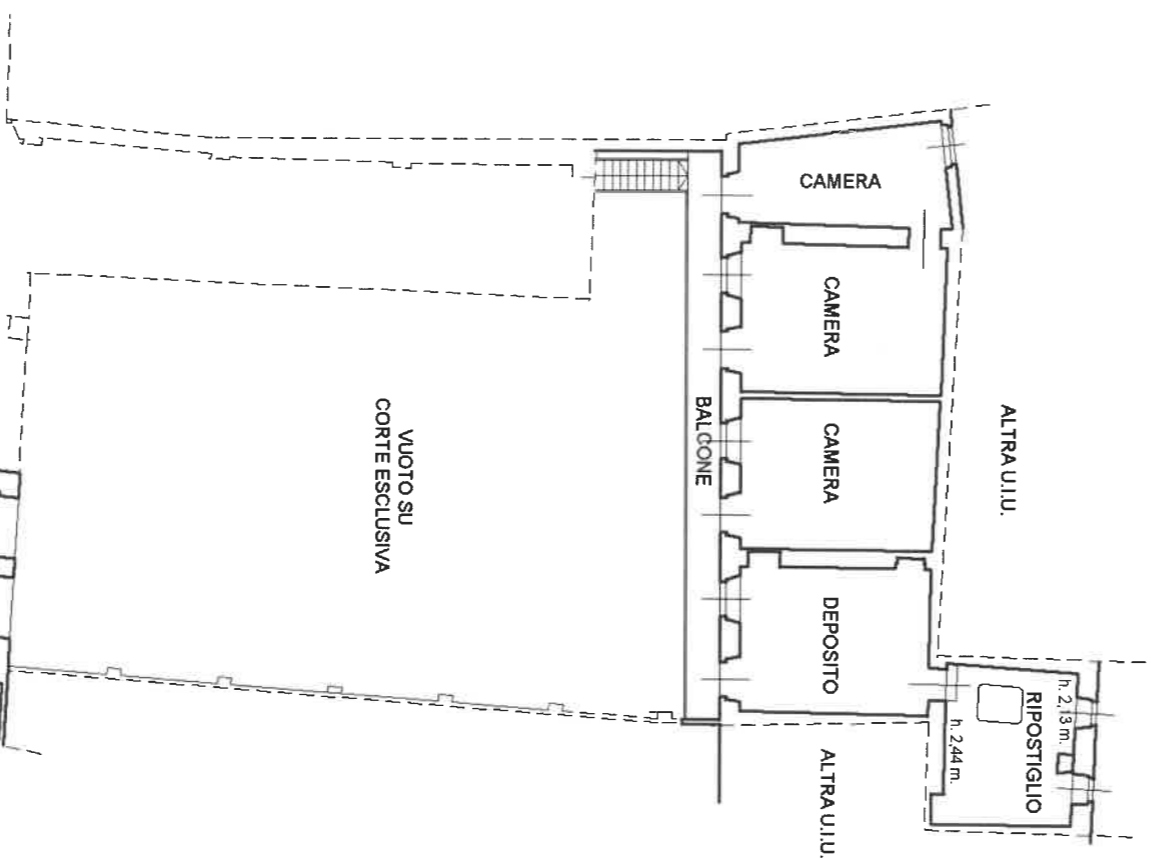 CAMERA
CAMERA
CAMERA
DEPOSITO
BALCONE
VUOTO SU
CORTE ESCLUSIVA
ALTRA U.I.U.
h. 2,13 m.
RIPOSTIGLIO
h. 2,44 m.
ALTRA U.I.U.